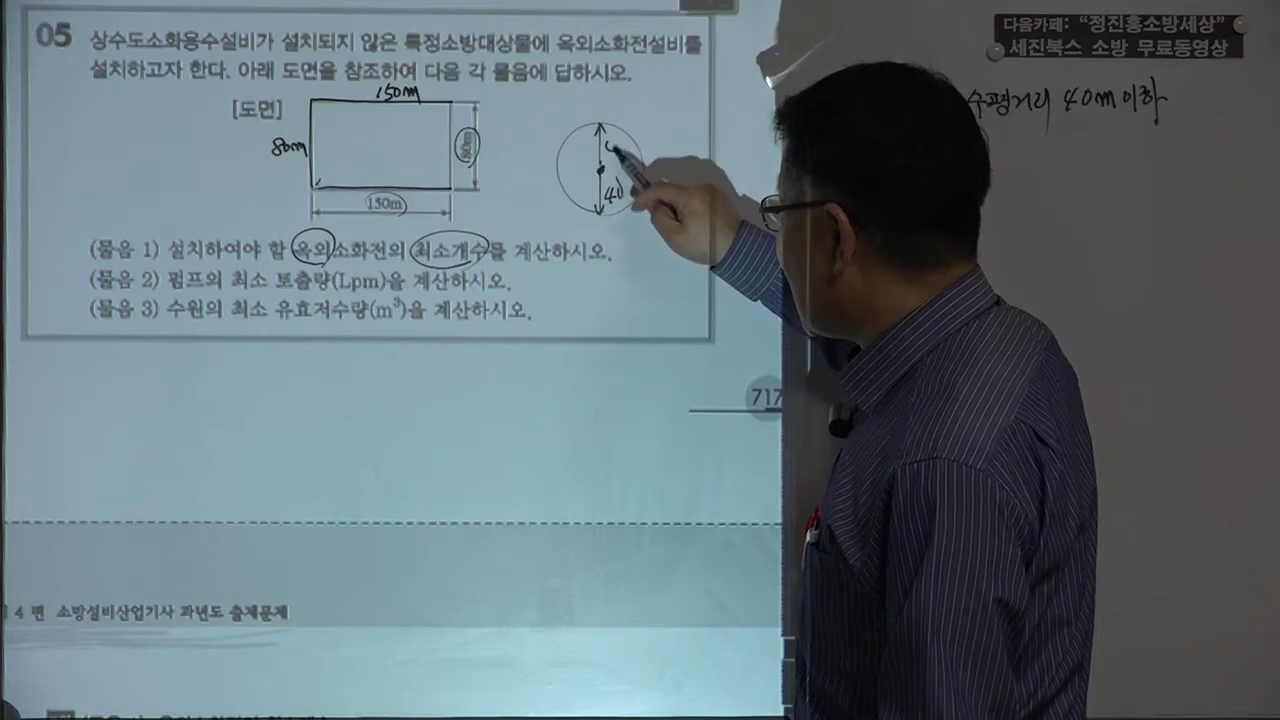 다음카페: "정진홍소방세상"
세진북스 소방 무료동영상
수평거리 40m 이하
05 상수도소화용수설비가 설치되지 않은 특정소방대상물에 옥외소화전설비를
설치하고자 한다. 아래 도면을 참조하여 다음 각 물음에 답하시오.
[도면]
150m
80m
80m
150m
40
(물음 1) 설치하여야 할 옥외소화전의 최소개수를 계산하시오.
(물음 2) 펌프의 최소 토출량(Lpm)을 계산하시오.
(물음 3) 수원의 최소 유효저수량(m³)을 계산하시오.
717
4 편 소방설비산업기사 과년도 출제문제